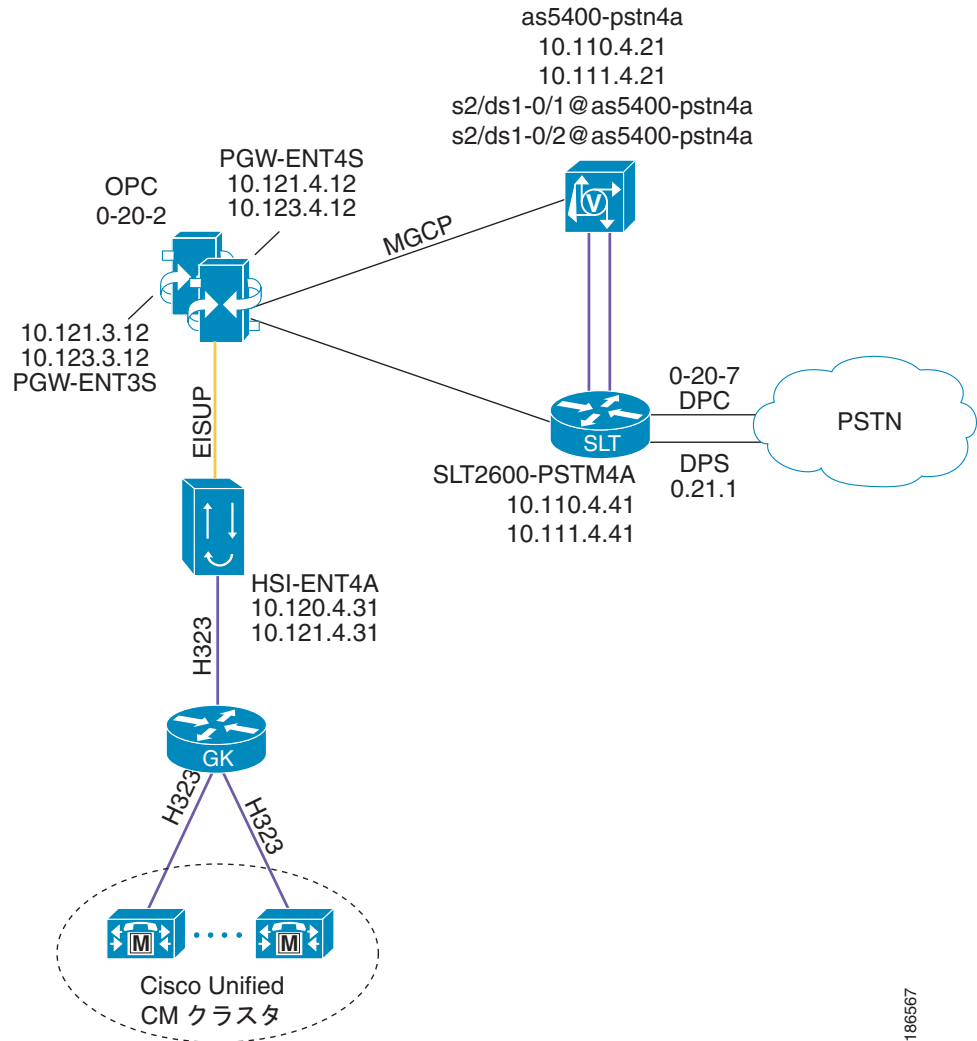 as5400-pstn4a
10.110.4.21
10.111.4.21
s2/ds1-0/1@as5400-pstn4a
s2/ds1-0/2@as5400-pstn4a
PGW-ENT4S
10.121.4.12
10.123.4.12
OPC
0-20-2
V
MGCP
10.121.3.12
10.123.3.12
PGW-ENT3S
EISUP
0-20-7
DPC
PSTN
SLT
DPS
0.21.1
SLT2600-PSTM4A
10.110.4.41
10.111.4.41
HSI-ENT4A
10.120.4.31
10.121.4.31
H323
GK
H323
H323
M
M
Cisco Unified
CM クラスタ
186567